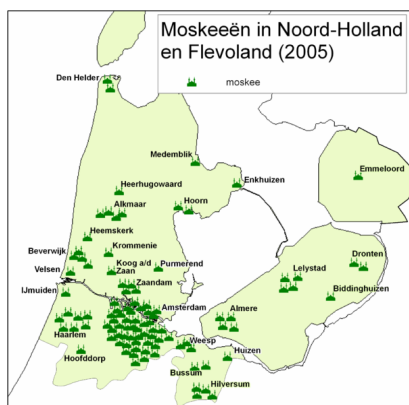 Moskeeën in Noord-Holland
en Flevoland (2005)
moskee
Den Helder
Medemblik
Enkhuizen
Emmeloord
Heerhugowaard
Hoorn
Alkmaar
Heemskerk
Krommenie
Beverwijk
Koog a/d
Zaan
Purmerend
Velsen
Dronten
Lelystad
Zaandam
Biddinghuizen
IJmuiden
Amsterdam
Almere
Haarlem
Weesp
Hoofddorp
Huizen
Bussum
Hilversum